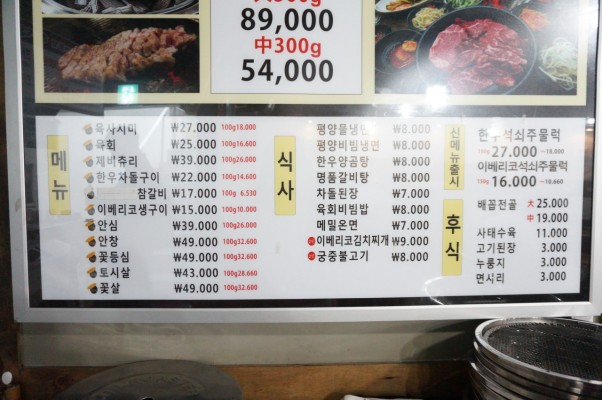 大300g
89,000
中300g
54,000
메뉴
육사시미 ₩27.000 100g18.000
육회 ₩25.000 100g16.600
제비츄리 ₩39.000 100g26.000
한우차돌구이 ₩22.000 100g14.600
참갈비 ₩17.000 100g 6.530
이베리코생구이 ₩15.000 100g10.000
안심 ₩39.000 100g26.000
안창 ₩49.000 100g32.600
꽃등심 ₩49.000 100g32.600
토시살 ₩43.000 100g28.660
꽃살 ₩49.000 100g32.600
식사
평양물냉면 ₩8.000
평양비빔냉면 ₩8.000
한우양곰탕 ₩8.000
명품갈비탕 ₩8.000
차돌된장 ₩7.000
육회비빔밥 ₩8.000
메밀온면 ₩7.000
이베리코김치찌개 ₩9.000
궁중불고기 ₩8.000
신메뉴출시
한우석쇠주물럭
100g 27.000 ~18.000
이베리코석쇠주물럭
100g 16.000 ~10.660
후식
배꼽전골 大 25.000
中 19.000
사태수육 11.000
고기된장 3.000
누룽지 3.000
면사리 3.000